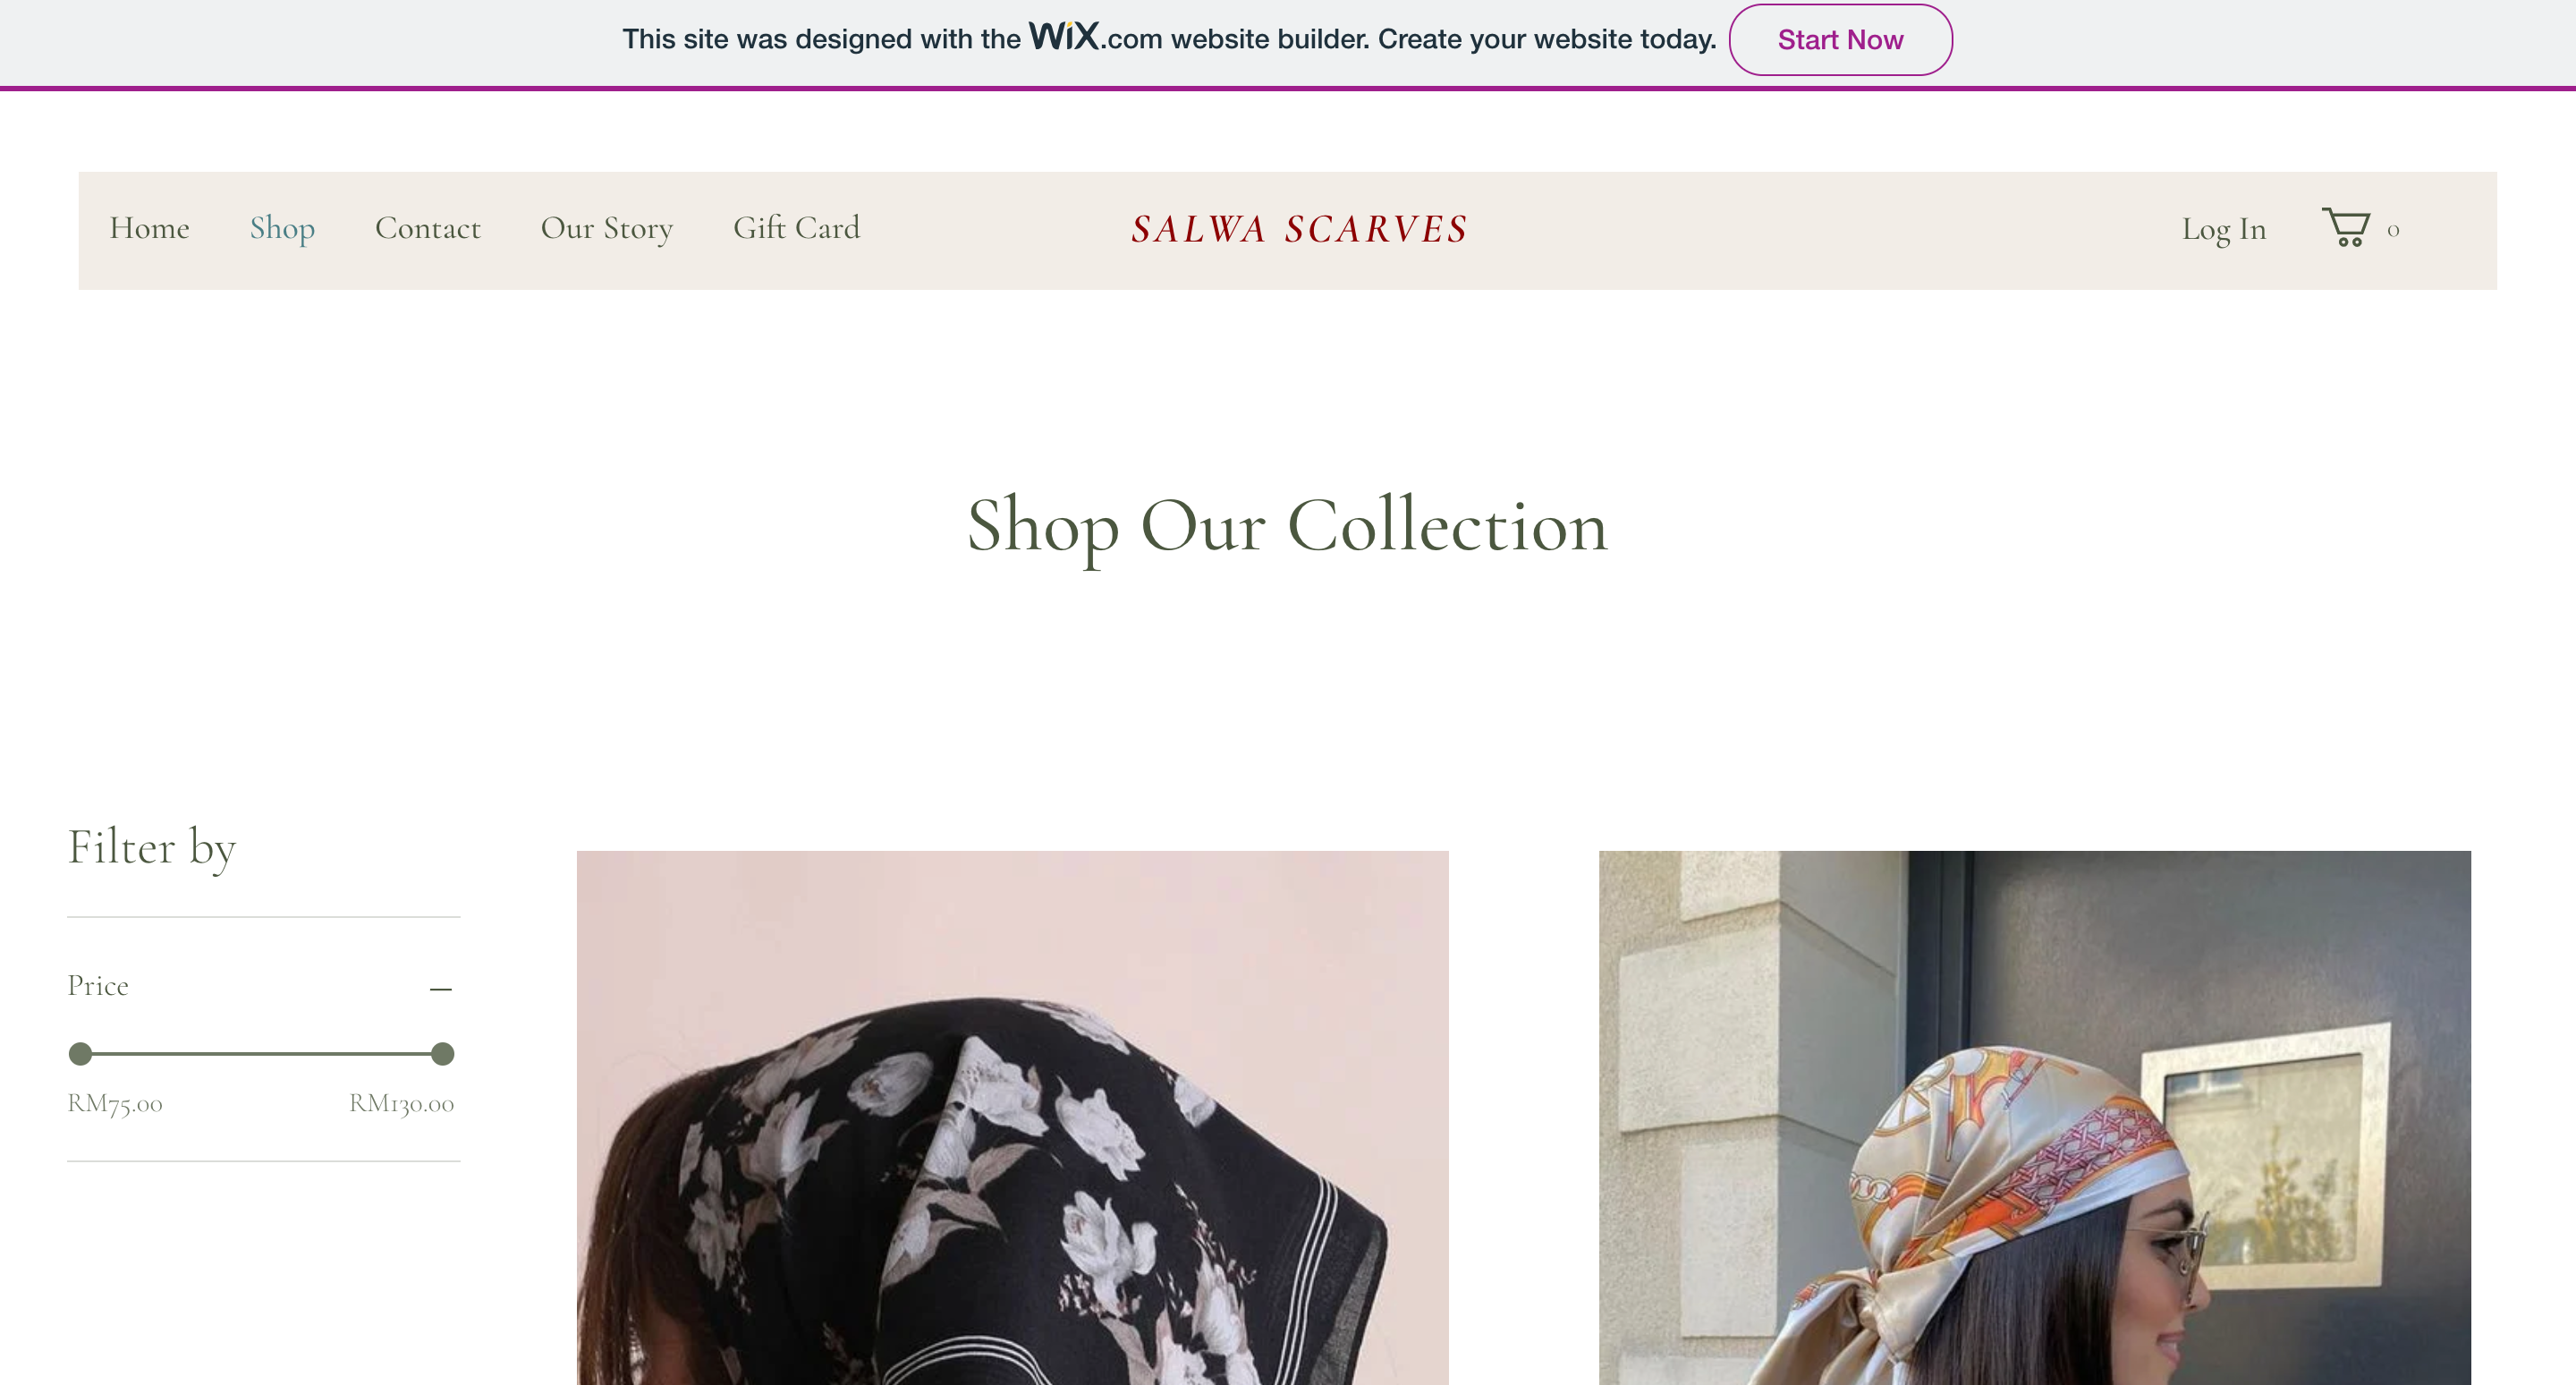 This site was designed with the WiX.com website builder. Create your website today. Start Now
Home Shop Contact Our Story Gift Card SALWA SCARVES Log In 0
Shop Our Collection
Filter by
Price
RM75.00 RM130.00